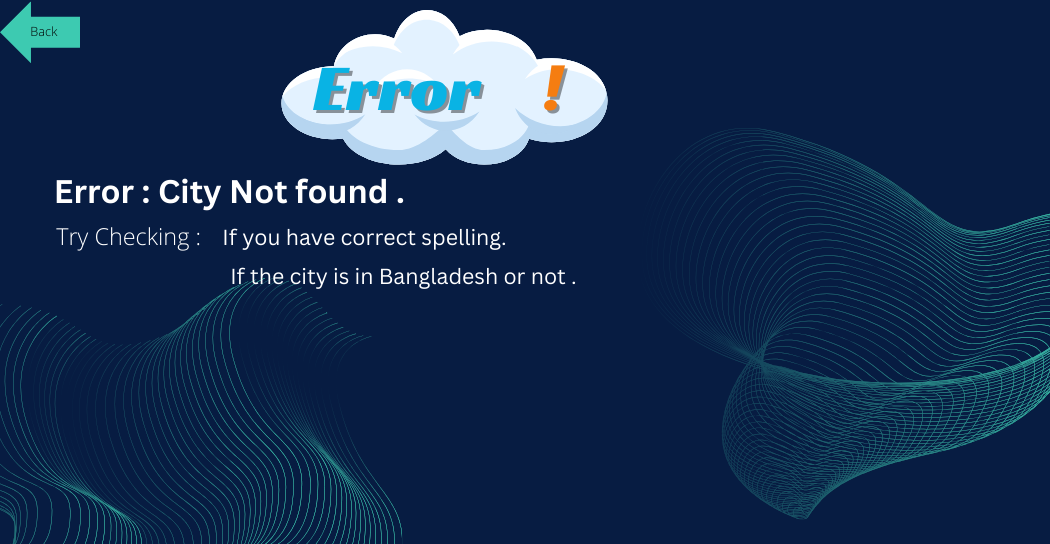 Back
Error !
Error : City Not found .
Try Checking : If you have correct spelling.
If the city is in Bangladesh or not .